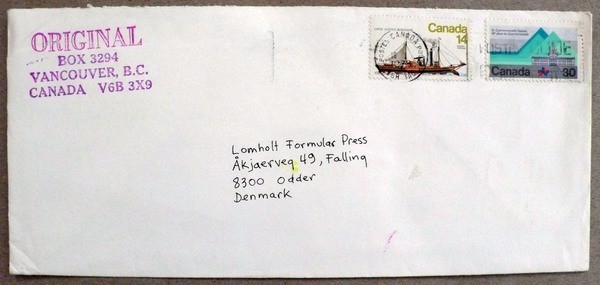 ORIGINAL
BOX 3294
VANCOUVER, B.C.
CANADA V6B 3X9
Canada
14
Canada 30
Lomholt Formular Press
Åkjaerveg 49, Falling
8300 Odder
Denmark